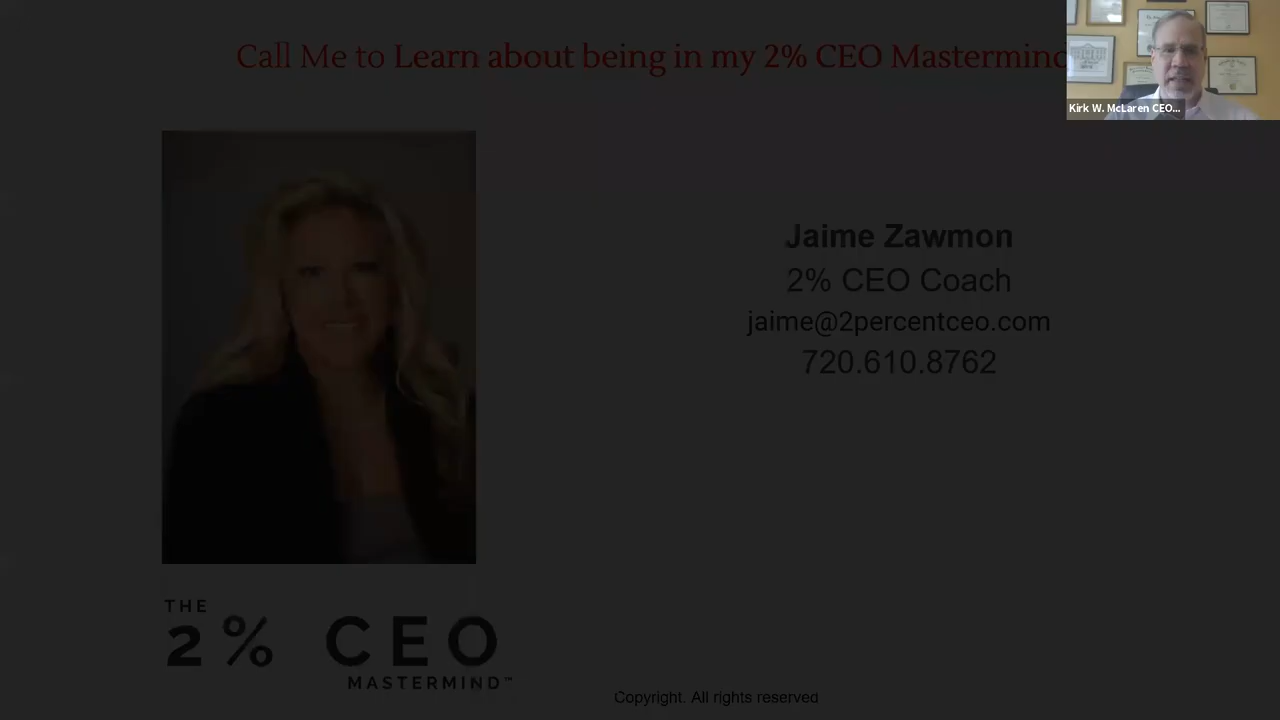 Call Me to Learn about being in my 2% CEO Mastermind
Kirk W. McLaren CEO...
Jaime Zawmon
2% CEO Coach
jaime@2percentceo.com
720.610.8762
THE
2% CEO
MASTERMIND™
Copyright. All rights reserved